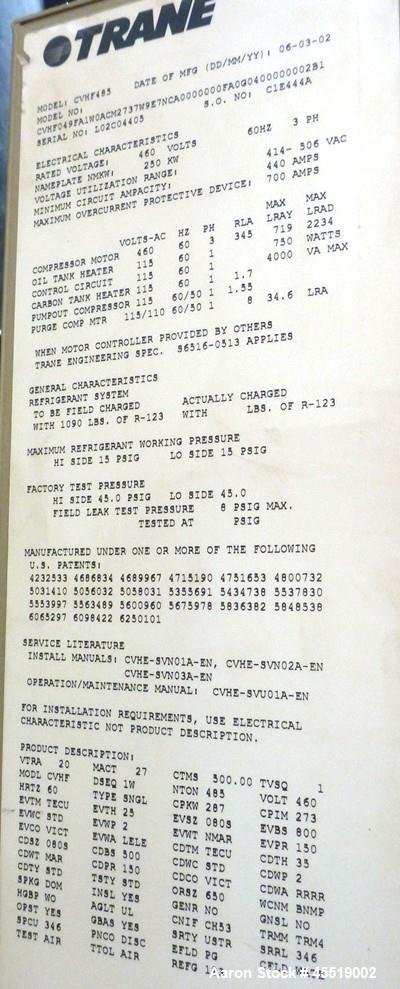 TRANE
MODEL: CVHF485 DATE OF MFG (DD/MM/YY): 06-03-02
MODEL NO:
CVHF049FA1W0ACM2737W9E7NCA0000000FA0G0400000002B1
SERIAL NO: L02C04405 S.O. NO: C1E444A
ELECTRICAL CHARACTERISTICS
RATED VOLTAGE: 460 VOLTS 60HZ 3 PH
NAMEPLATE NMKW: 250 KW
VOLTAGE UTILIZATION RANGE: 414- 506 VAC
MINIMUM CIRCUIT AMPACITY: 440 AMPS
MAXIMUM OVERCURRENT PROTECTIVE DEVICE: 700 AMPS
MAX MAX
VOLTS-AC HZ PH RLA LRAY LRAD
COMPRESSOR MOTOR 460 60 3 345 719 2234
OIL TANK HEATER 115 60 1 750 WATTS
CONTROL CIRCUIT 115 60 1 4000 VA MAX
CARBON TANK HEATER 115 60 1 1.7
PUMPOUT COMPRESSOR 115 60/50 1 1.55
PURGE COMP MTR 115/110 60/50 1 8 34.6 LRA
WHEN MOTOR CONTROLLER PROVIDED BY OTHERS
TRANE ENGINEERING SPEC. S6516-0513 APPLIES
GENERAL CHARACTERISTICS
REFRIGERANT SYSTEM
TO BE FIELD CHARGED ACTUALLY CHARGED
WITH 1090 LBS. OF R-123 WITH LBS. OF R-123
MAXIMUM REFRIGERANT WORKING PRESSURE
HI SIDE 15 PSIG LO SIDE 15 PSIG
FACTORY TEST PRESSURE
HI SIDE 45.0 PSIG LO SIDE 45.0
FIELD LEAK TEST PRESSURE 8 PSIG MAX.
TESTED AT PSIG
MANUFACTURED UNDER ONE OR MORE OF THE FOLLOWING
U.S. PATENTS:
4232533 4686834 4689967 4715190 4751653 4800732
5031410 5056032 5058031 5355691 5434738 5537830
5553997 5563489 5600960 5675978 5836382 5848538
6065297 6098422 6250101
SERVICE LITERATURE
INSTALL MANUALS: CVHE-SVN01A-EN, CVHE-SVN02A-EN
CVHE-SVN03A-EN
OPERATION/MAINTENANCE MANUAL: CVHE-SVU01A-EN
FOR INSTALLATION REQUIREMENTS, USE ELECTRICAL
CHARACTERISTIC NOT PRODUCT DESCRIPTION.
PRODUCT DESCRIPTION:
VTRA 20 MACT 27 CTMS 500.00 TVSQ 1
MODL CVHF DSEQ 1W NTON 485 VOLT 460
HRTZ 60 TYPE SNGL CPKW 287 CPIM 273
EVTM TECU EVTH 25 EVSZ 080S EVBS 800
EVWC STD EVWP 2 EVWT NMAR EVPR 150
EVCO VICT EVWA LELE CDTM TECU CDTH 35
CDSZ 080S CDBS 500 CDWC STD CDWP 2
CDWT MAR CDPR 150 CDCO VICT CDWA RRRR
CDTY STD TSTY STD ORSZ 650 WCNM BNMP
SPKG DOM INSL YES GENR NO GNSL NO
HGBP WO AGLT UL CNIF CH53 TRMM TRM4
OPST YES GBAS YES SRTY USTR SRRL 346
SPCU 346 PNCO DISC EFLD PG
TEST AIR TTOL AIR REFG
Aaron Stock #: 45519002